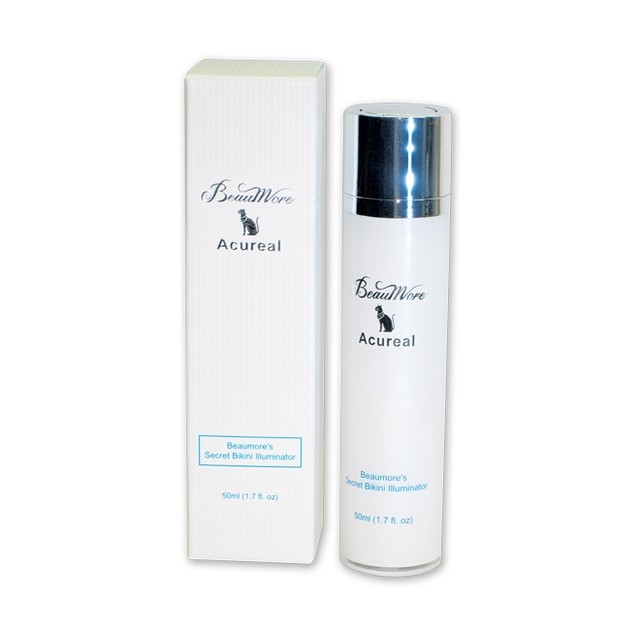 BeauMore
Acureal
Beaumore's
Secret Bikini Illuminator
50ml (1.7 fl. oz)
BeauMore
Acureal
Beaumore's
Secret Bikini Illuminator
50ml (1.7 fl. oz)